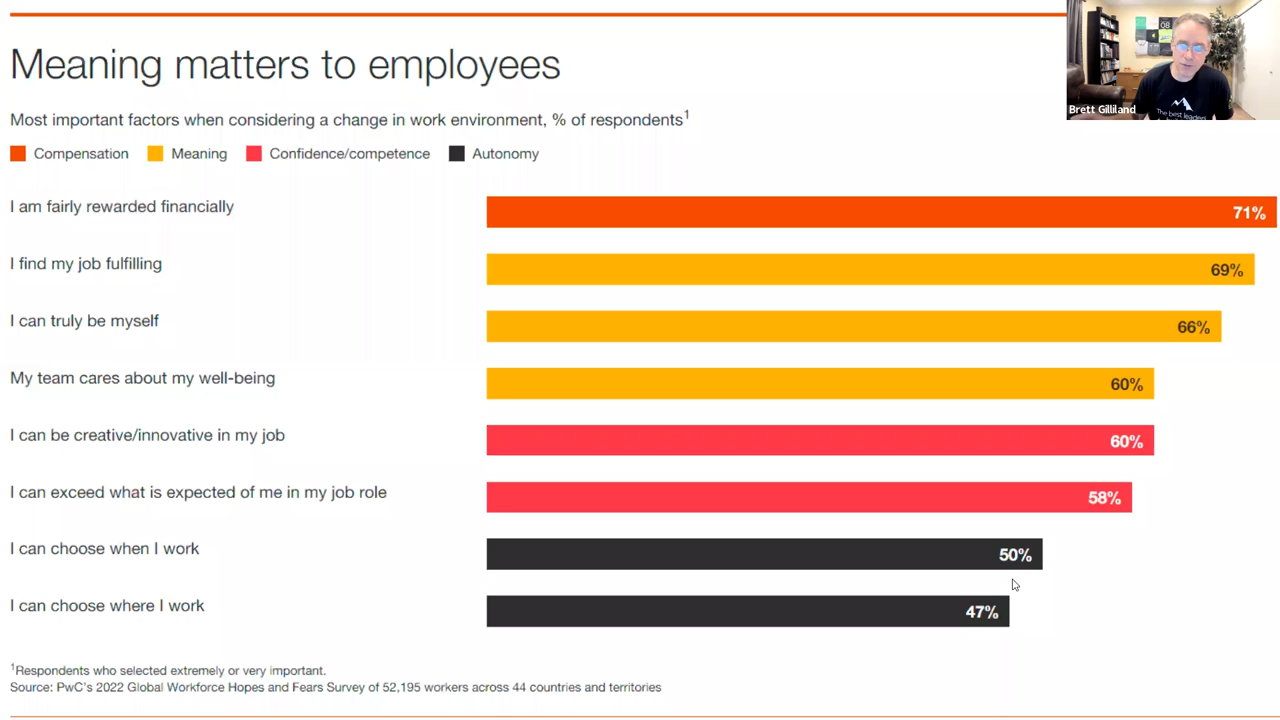 Meaning matters to employees
Brett Gilliland
The best leaders
Most important factors when considering a change in work environment, % of respondents1
Compensation Meaning Confidence/competence Autonomy
I am fairly rewarded financially 71%
I find my job fulfilling 69%
I can truly be myself 66%
My team cares about my well-being 60%
I can be creative/innovative in my job 60%
I can exceed what is expected of me in my job role 58%
I can choose when I work 50%
I can choose where I work 47%
1Respondents who selected extremely or very important.
Source: PwC's 2022 Global Workforce Hopes and Fears Survey of 52,195 workers across 44 countries and territories